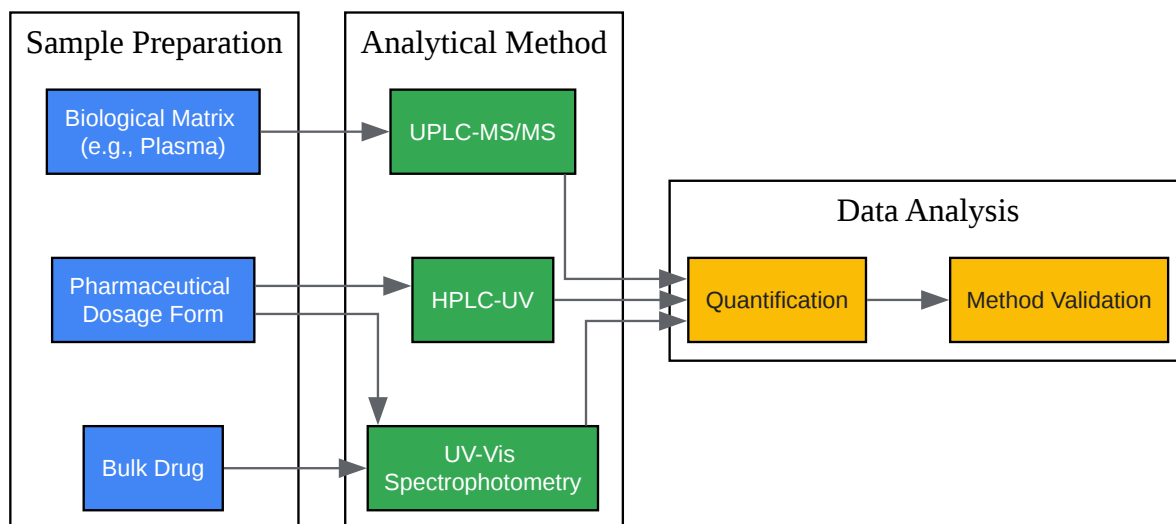 Sample Preparation
Biological Matrix
(e.g., Plasma)
Pharmaceutical
Dosage Form
Bulk Drug
Analytical Method
UPLC-MS/MS
HPLC-UV
UV-Vis
Spectrophotometry
Data Analysis
Quantification
Method Validation